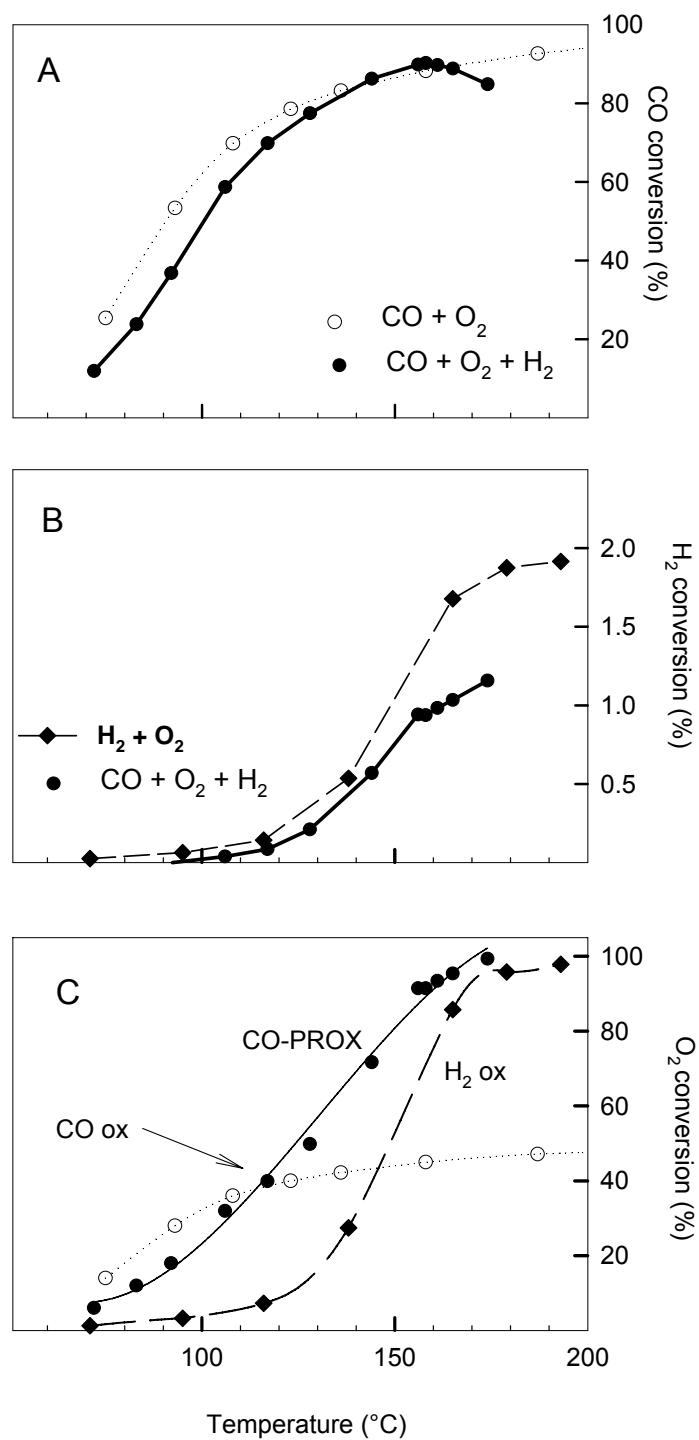 A
100
80
60
40
20
CO conversion (%)
CO + O₂
CO + O₂ + H₂
B
2.0
1.5
1.0
0.5
H₂ conversion (%)
H₂ + O₂
CO + O₂ + H₂
C
100
80
60
40
20
O₂ conversion (%)
CO-PROX
H₂ ox
CO ox
100
150
200
Temperature (°C)